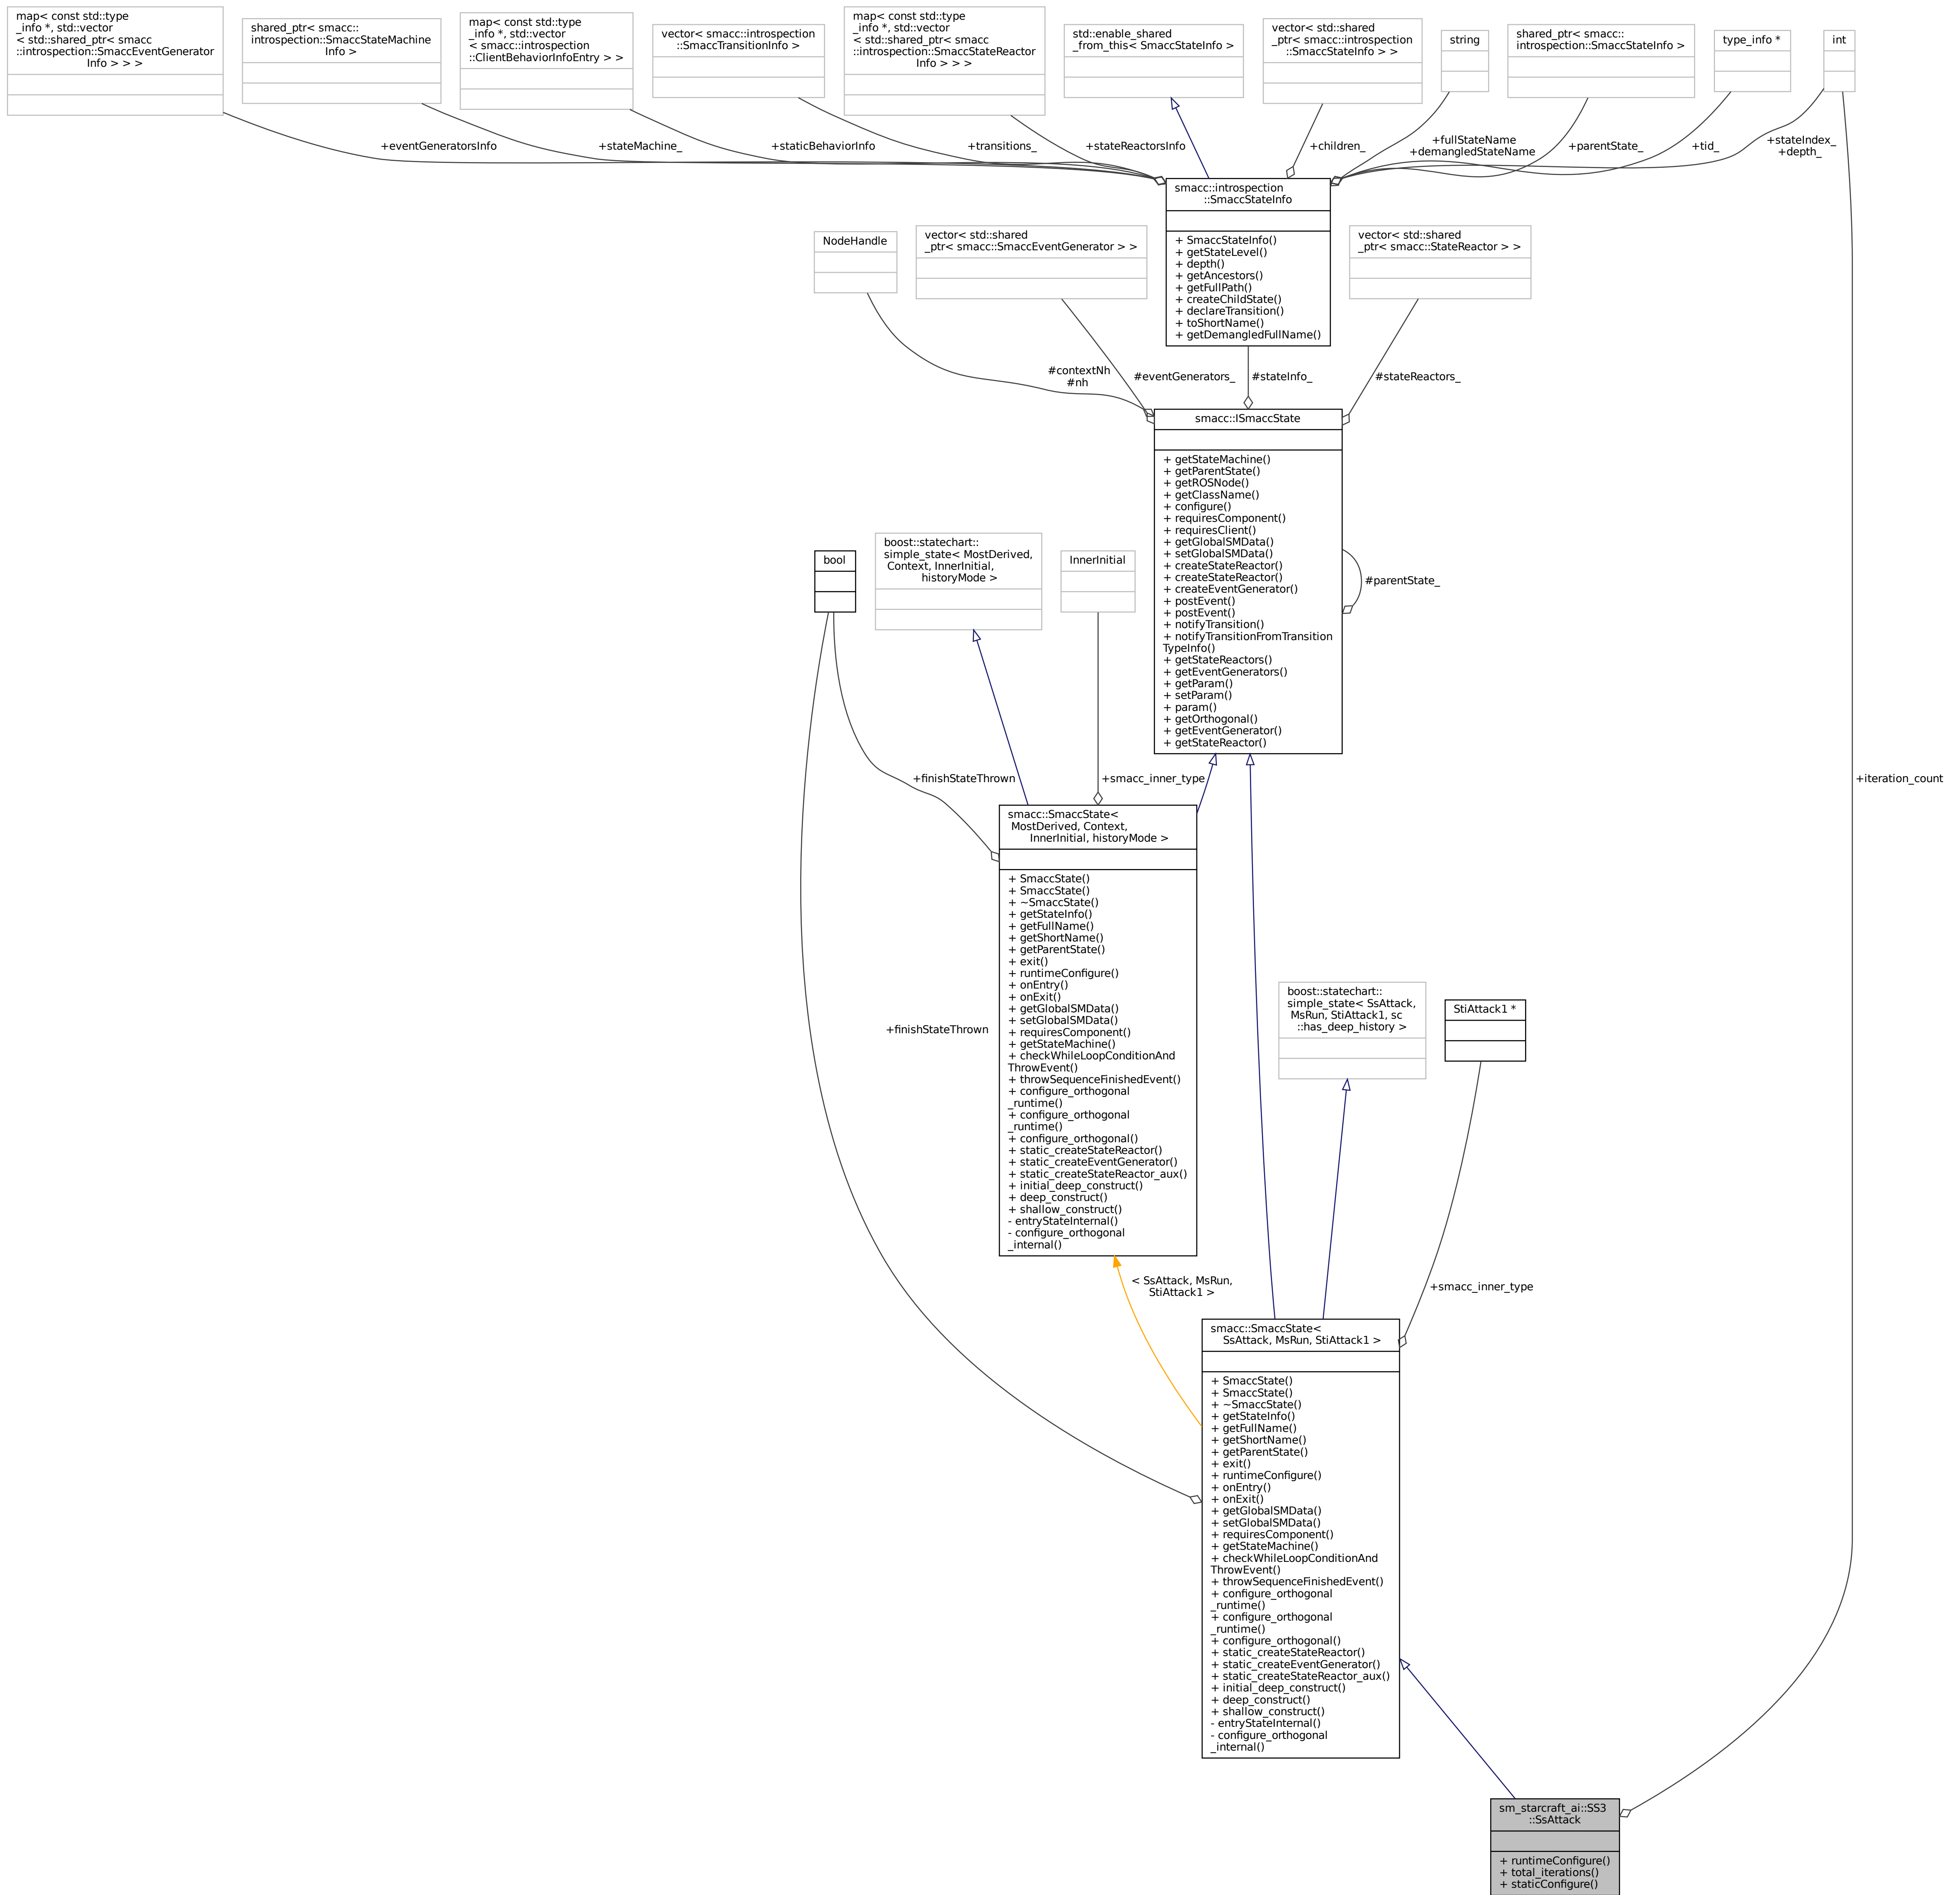 map< const std::type
_info *, std::vector
< std::shared_ptr< smacc
::introspection::SmaccEventGenerator
Info > > >
shared_ptr< smacc::
introspection::SmaccStateMachine
Info >
map< const std::type
_info *, std::vector
< smacc::introspection
::ClientBehaviorInfoEntry > >
vector< smacc::introspection
::SmaccTransitionInfo >
map< const std::type
_info *, std::vector
< std::shared_ptr< smacc
::introspection::SmaccStateReactor
Info > > >
std::enable_shared
_from_this< SmaccStateInfo >
vector< std::shared
_ptr< smacc::introspection
::SmaccStateInfo > >
string
shared_ptr< smacc::
introspection::SmaccStateInfo >
type_info *
int
+eventGeneratorsInfo
+stateMachine_
+staticBehaviorInfo
+transitions_
+stateReactorsInfo
+children_
+fullStateName
+demangledStateName
+parentState_
+tid_
+stateIndex_
+depth_
smacc::introspection
::SmaccStateInfo
+ SmaccStateInfo()
+ getStateLevel()
+ depth()
+ getAncestors()
+ getFullPath()
+ createChildState()
+ declareTransition()
+ toShortName()
+ getDemangledFullName()
NodeHandle
vector< std::shared
_ptr< smacc::SmaccEventGenerator > >
vector< std::shared
_ptr< smacc::StateReactor > >
#contextNh
#nh
#eventGenerators_
#stateInfo_
#stateReactors_
smacc::ISmaccState
+ getStateMachine()
+ getParentState()
+ getROSNode()
+ getClassName()
+ configure()
+ requiresComponent()
+ requiresClient()
+ getGlobalSMData()
+ setGlobalSMData()
+ createStateReactor()
+ createStateReactor()
+ createEventGenerator()
+ postEvent()
+ postEvent()
+ notifyTransition()
+ notifyTransitionFromTransition
TypeInfo()
+ getStateReactors()
+ getEventGenerators()
+ getParam()
+ setParam()
+ param()
+ getOrthogonal()
+ getEventGenerator()
+ getStateReactor()
#parentState_
bool
boost::statechart::
simple_state< MostDerived,
Context, InnerInitial,
historyMode >
InnerInitial
+finishStateThrown
+smacc_inner_type
+iteration_count
smacc::SmaccState<
MostDerived, Context,
InnerInitial, historyMode >
+ SmaccState()
+ SmaccState()
+ ~SmaccState()
+ getStateInfo()
+ getFullName()
+ getShortName()
+ getParentState()
+ exit()
+ runtimeConfigure()
+ onEntry()
+ onExit()
+ getGlobalSMData()
+ setGlobalSMData()
+ requiresComponent()
+ getStateMachine()
+ checkWhileLoopConditionAnd
ThrowEvent()
+ throwSequenceFinishedEvent()
+ configure_orthogonal
_runtime()
+ configure_orthogonal
_runtime()
+ configure_orthogonal()
+ static_createStateReactor()
+ static_createEventGenerator()
+ static_createStateReactor_aux()
+ initial_deep_construct()
+ deep_construct()
+ shallow_construct()
- entryStateInternal()
- configure_orthogonal
_internal()
+finishStateThrown
boost::statechart::
simple_state< SsAttack,
MsRun, StiAttack1, sc
::has_deep_history >
StiAttack1 *
< SsAttack, MsRun,
StiAttack1 >
+smacc_inner_type
smacc::SmaccState<
SsAttack, MsRun, StiAttack1 >
+ SmaccState()
+ SmaccState()
+ ~SmaccState()
+ getStateInfo()
+ getFullName()
+ getShortName()
+ getParentState()
+ exit()
+ runtimeConfigure()
+ onEntry()
+ onExit()
+ getGlobalSMData()
+ setGlobalSMData()
+ requiresComponent()
+ getStateMachine()
+ checkWhileLoopConditionAnd
ThrowEvent()
+ throwSequenceFinishedEvent()
+ configure_orthogonal
_runtime()
+ configure_orthogonal
_runtime()
+ configure_orthogonal()
+ static_createStateReactor()
+ static_createEventGenerator()
+ static_createStateReactor_aux()
+ initial_deep_construct()
+ deep_construct()
+ shallow_construct()
- entryStateInternal()
- configure_orthogonal
_internal()
sm_starcraft_ai::SS3
::SsAttack
+ runtimeConfigure()
+ total_iterations()
+ staticConfigure()